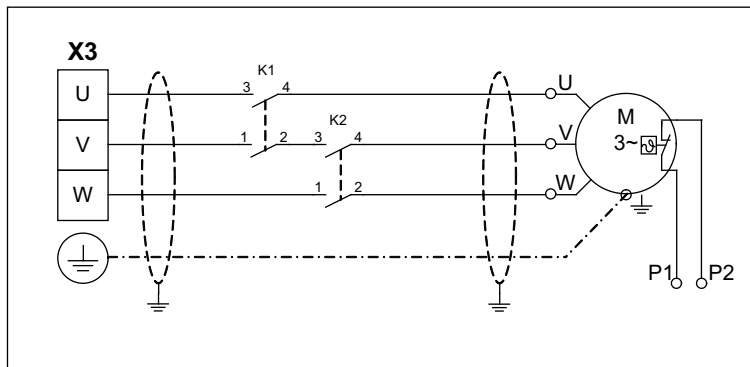 X3
K1
U 3 4 U
K2 M
V 1 2 3 4 V 3~ ϑ
W 1 2 W
P1 P2